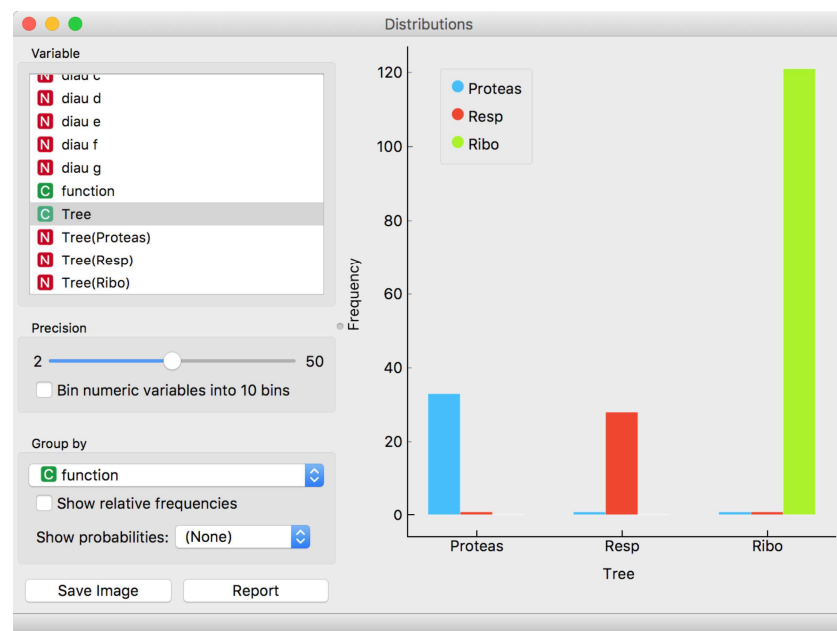 Distributions
Variable
N diau c
N diau d
N diau e
N diau f
N diau g
C function
C Tree
N Tree(Proteas)
N Tree(Resp)
N Tree(Ribo)
Precision
2 50
Bin numeric variables into 10 bins
Group by
C function
Show relative frequencies
Show probabilities: (None)
Save Image Report
Frequency
120
100
80
60
40
20
0
Proteas
Resp
Ribo
Proteas Resp Ribo
Tree